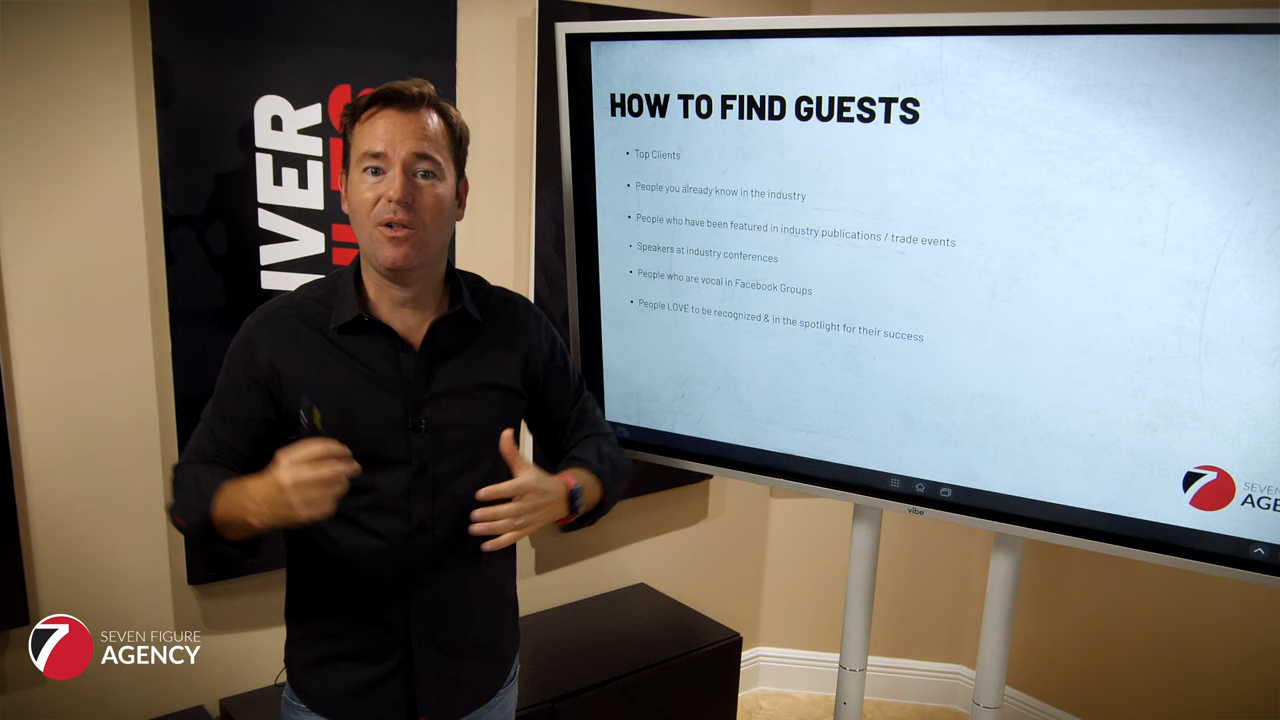 HOW TO FIND GUESTS
• Top Clients
• People you already know in the industry
• People who have been featured in industry publications / trade events
• Speakers at industry conferences
• People who are vocal in Facebook Groups
• People LOVE to be recognized & in the spotlight for their success
vibe
7
SEVEN FIGURE
AGENCY